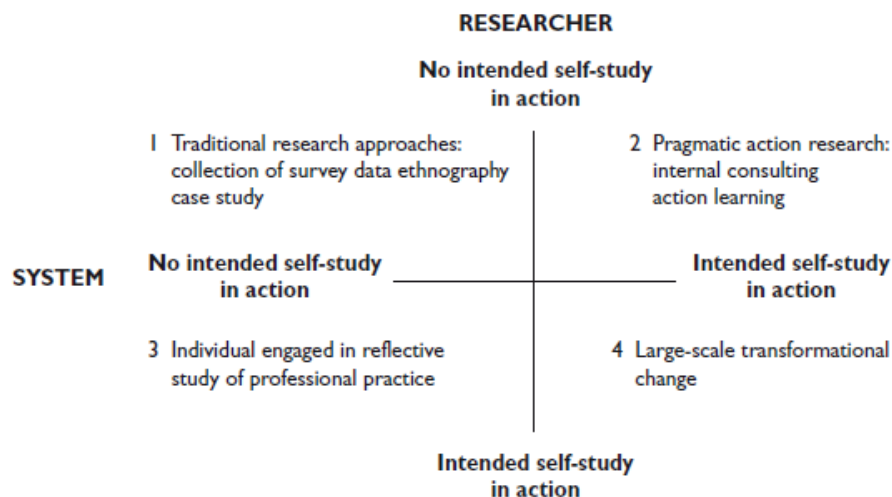 RESEARCHER
No intended self-study
in action
1 Traditional research approaches:
collection of survey data ethnography
case study
2 Pragmatic action research:
internal consulting
action learning
SYSTEM
No intended self-study
in action
Intended self-study
in action
3 Individual engaged in reflective
study of professional practice
4 Large-scale transformational
change
Intended self-study
in action